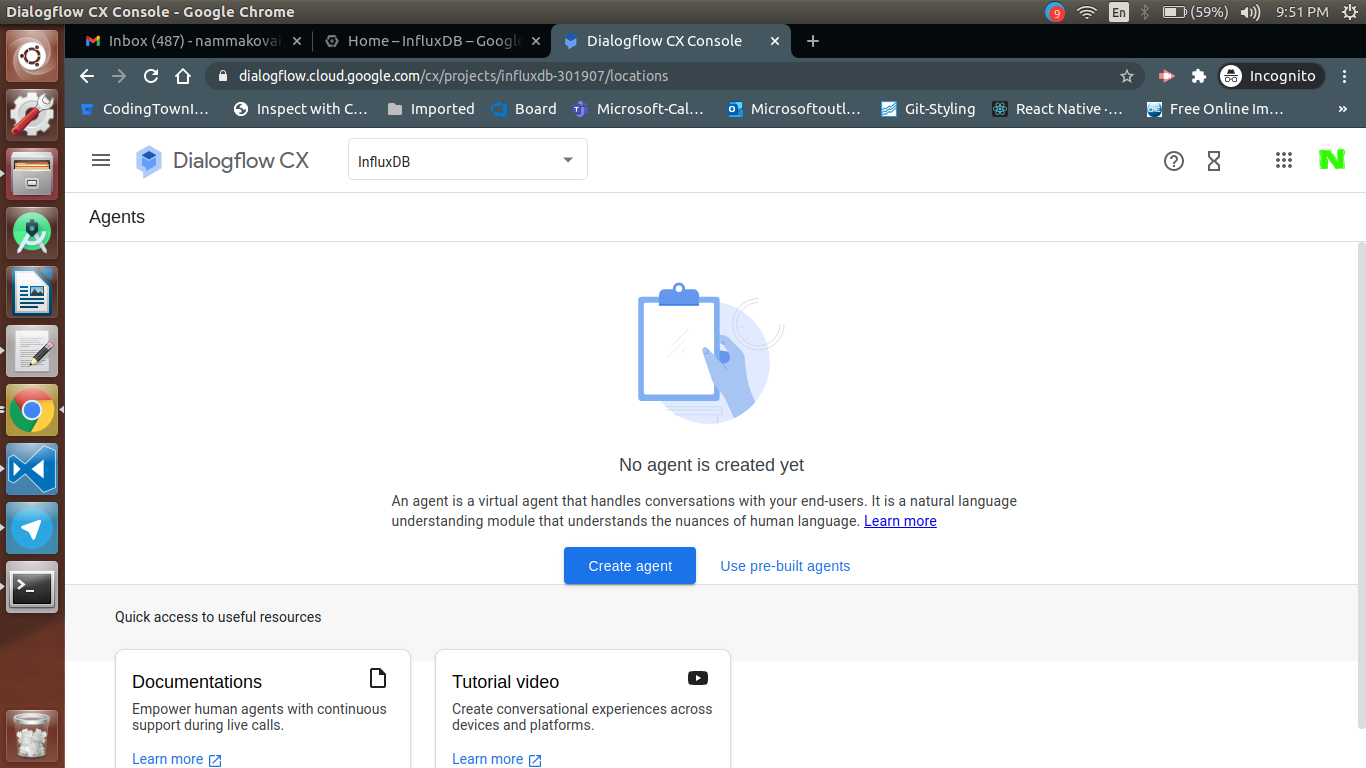 Dialogflow CX Console - Google Chrome
9
En
(59%)
9:51 PM
Inbox (487) - nammakoval
Home – InfluxDB – Google
Dialogflow CX Console
dialogflow.cloud.google.com/cx/projects/influxdb-301907/locations
Incognito
CodingTownI...
Inspect with C...
Imported
Board
Microsoft-Cal...
Microsoftoutl...
Git-Styling
React Native ·...
Free Online Im...
»
Dialogflow CX
InfluxDB
N
Agents
No agent is created yet
An agent is a virtual agent that handles conversations with your end-users. It is a natural language
understanding module that understands the nuances of human language. Learn more
Create agent
Use pre-built agents
Quick access to useful resources
Documentations
Empower human agents with continuous
support during live calls.
Learn more
Tutorial video
Create conversational experiences across
devices and platforms.
Learn more